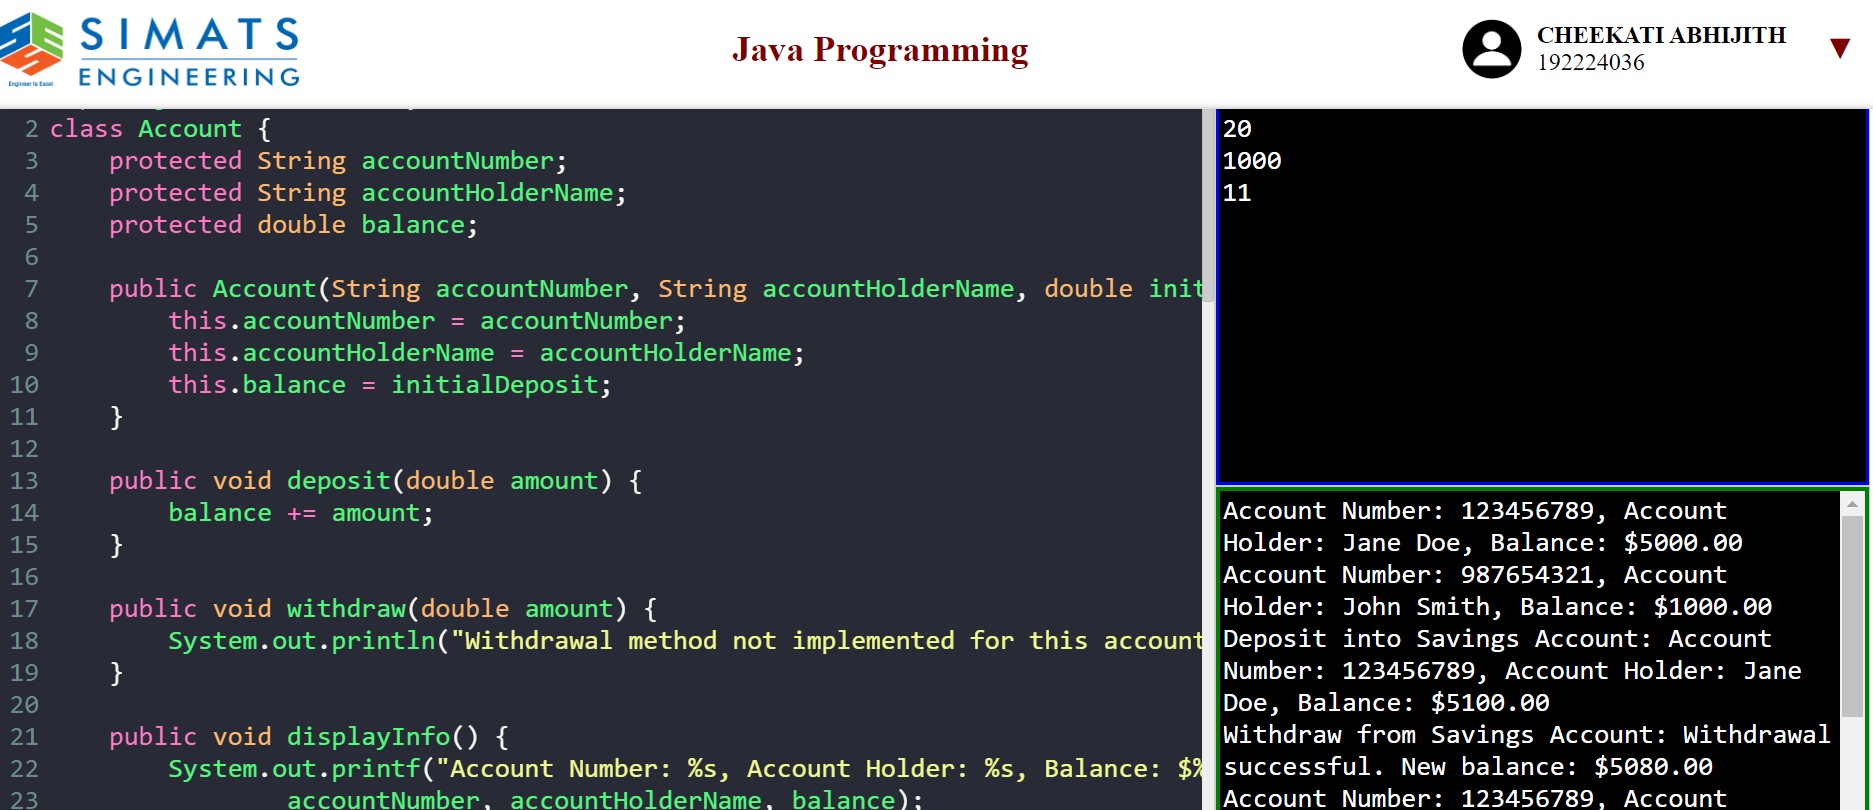 SIMATS
ENGINEERING
Engineer to Excel
Java Programming
CHEEKATI ABHIJITH
192224036
2 class Account {
3     protected String accountNumber;
4     protected String accountHolderName;
5     protected double balance;
6
7     public Account(String accountNumber, String accountHolderName, double init
8         this.accountNumber = accountNumber;
9         this.accountHolderName = accountHolderName;
10         this.balance = initialDeposit;
11     }
12
13     public void deposit(double amount) {
14         balance += amount;
15     }
16
17     public void withdraw(double amount) {
18         System.out.println("Withdrawal method not implemented for this account
19     }
20
21     public void displayInfo() {
22         System.out.printf("Account Number: %s, Account Holder: %s, Balance: $%
23                 accountNumber, accountHolderName, balance);
20
1000
11
Account Number: 123456789, Account
Holder: Jane Doe, Balance: $5000.00
Account Number: 987654321, Account
Holder: John Smith, Balance: $1000.00
Deposit into Savings Account: Account
Number: 123456789, Account Holder: Jane
Doe, Balance: $5100.00
Withdraw from Savings Account: Withdrawal
successful. New balance: $5080.00
Account Number: 123456789, Account